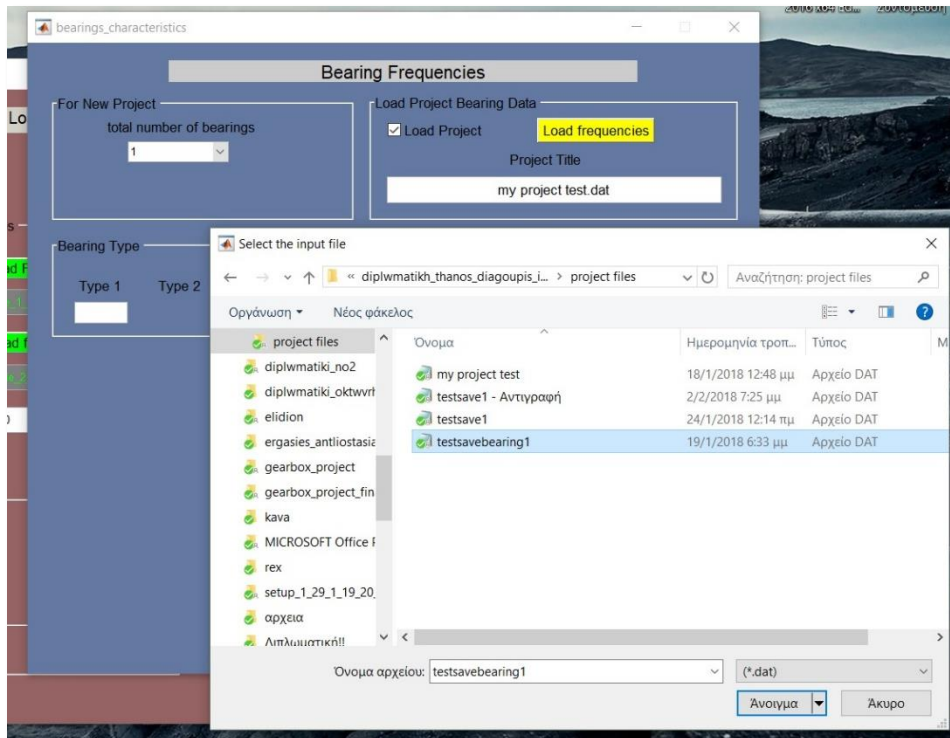 bearings_characteristics
Bearing Frequencies
For New Project
total number of bearings
1
Load Project Bearing Data
Load Project
Load frequencies
Project Title
my project test.dat
Bearing Type
Type 1 Type 2
Select the input file
« diplwmatikh_thanos_diagoupis_i... > project files
Αναζήτηση: project files
Οργάνωση Νέος φάκελος
project files
diplwmatiki_no2
diplwmatiki_oktwvrh
elidion
ergasies_antliostasia
gearbox_project
gearbox_project_fin
kava
MICROSOFT Office
rex
setup_1_29_1_19_20_
αρχεια
Διπλωματική!!
Όνομα Ημερομηνία τροπ... Τύπος Μ
my project test 18/1/2018 12:48 μμ Αρχείο DAT
testsave1 - Αντιγραφή 2/2/2018 7:25 μμ Αρχείο DAT
testsave1 24/1/2018 12:14 πμ Αρχείο DAT
testsavebearing1 19/1/2018 6:33 μμ Αρχείο DAT
Όνομα αρχείου: testsavebearing1 (*.dat)
Άνοιγμα Άκυρο